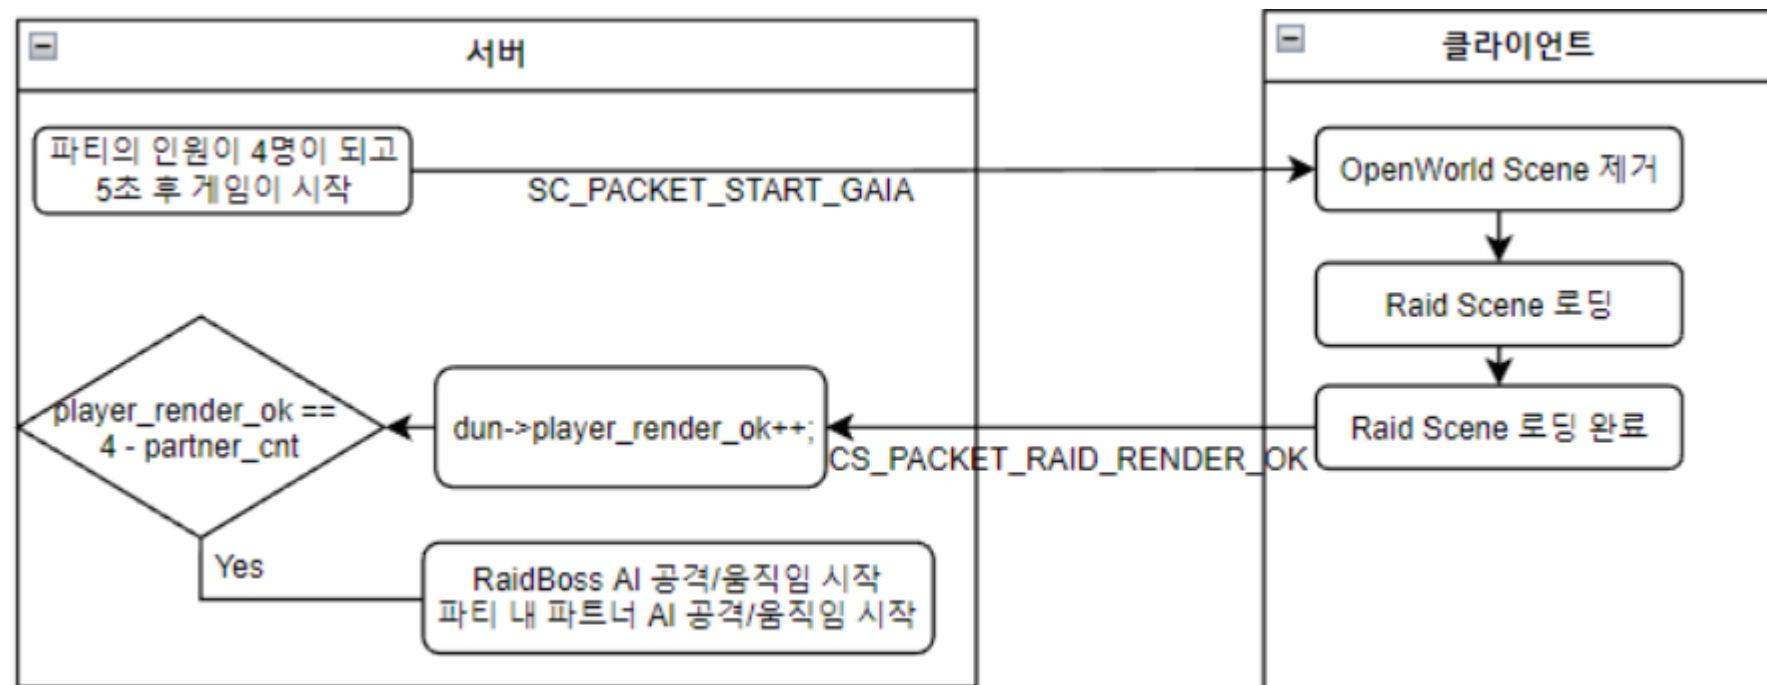 서버
파티의 인원이 4명이 되고
5초 후 게임이 시작
SC_PACKET_START_GAIA
player_render_ok ==
4 - partner_cnt
dun->player_render_ok++;
CS_PACKET_RAID_RENDER_OK
Yes
RaidBoss AI 공격/움직임 시작
파티 내 파트너 AI 공격/움직임 시작
클라이언트
OpenWorld Scene 제거
Raid Scene 로딩
Raid Scene 로딩 완료